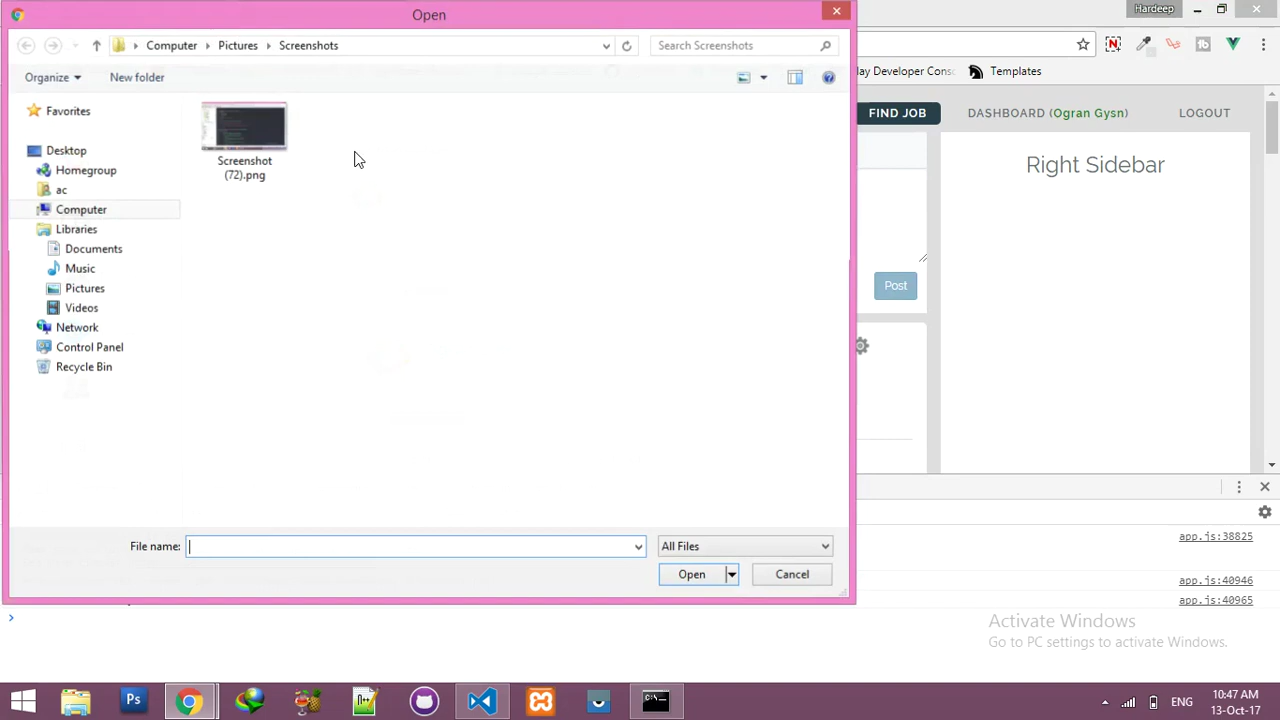 Open
Hardeep
Computer
Pictures
Screenshots
Search Screenshots
Organize
New folder
lay Developer Cons
Templates
Favorites
Desktop
Homegroup
ac
Computer
Libraries
Documents
Music
Pictures
Videos
Network
Control Panel
Recycle Bin
Screenshot
(72).png
FIND JOB
DASHBOARD (Ogran Gysn)
LOGOUT
Right Sidebar
Post
File name:
All Files
Open
Cancel
app.js:38825
app.js:40946
app.js:40965
Activate Windows
Go to PC settings to activate Windows.
Ps
ENG
10:47 AM
13-Oct-17